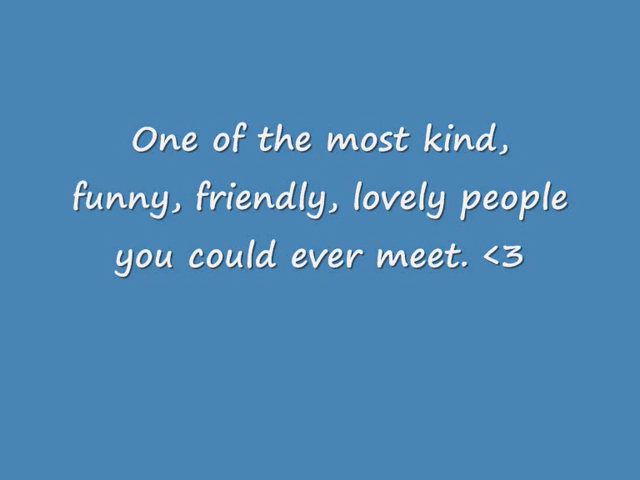 One of the most kind,
funny, friendly, lovely people
you could ever meet. <3